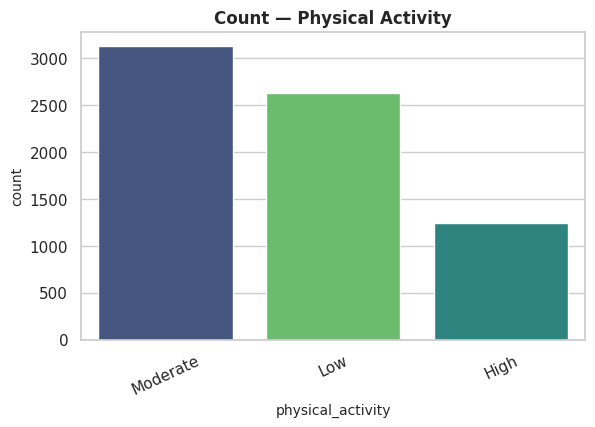 Count — Physical Activity
count
3000
2500
2000
1500
1000
500
0
Moderate
Low
High
physical_activity